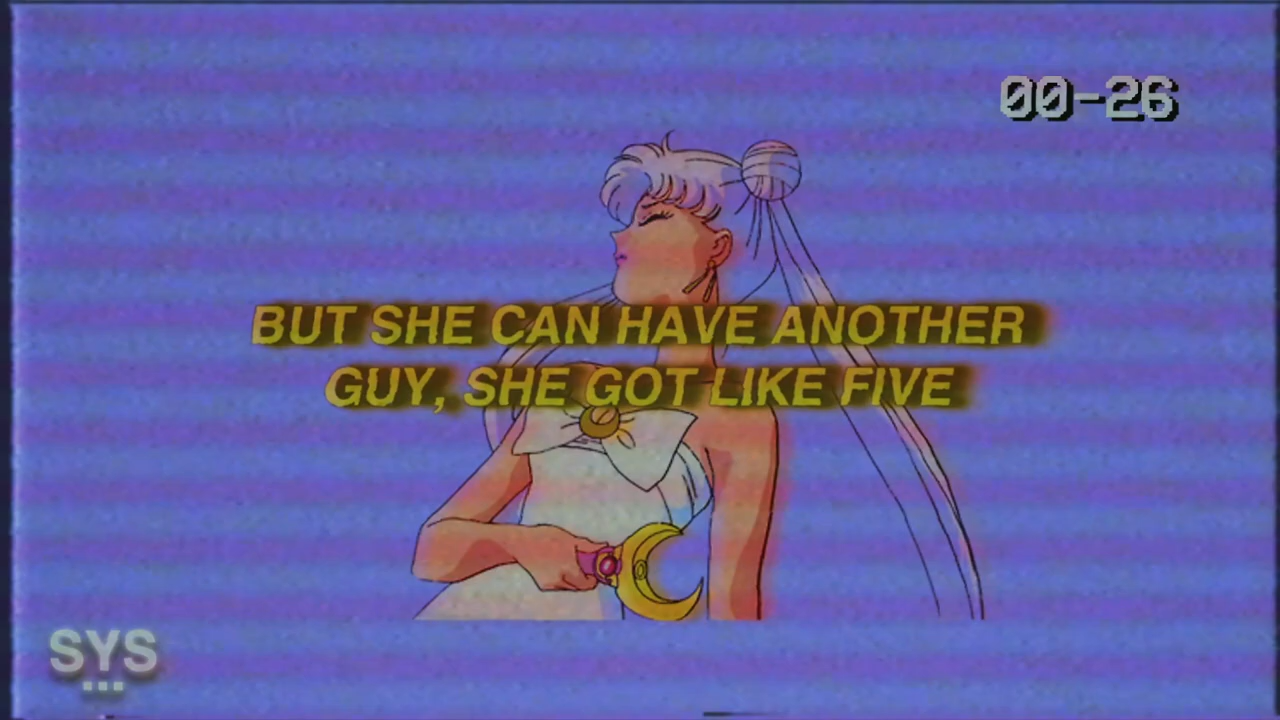 00-26
BUT SHE CAN HAVE ANOTHER
GUY, SHE GOT LIKE FIVE
SYS
...